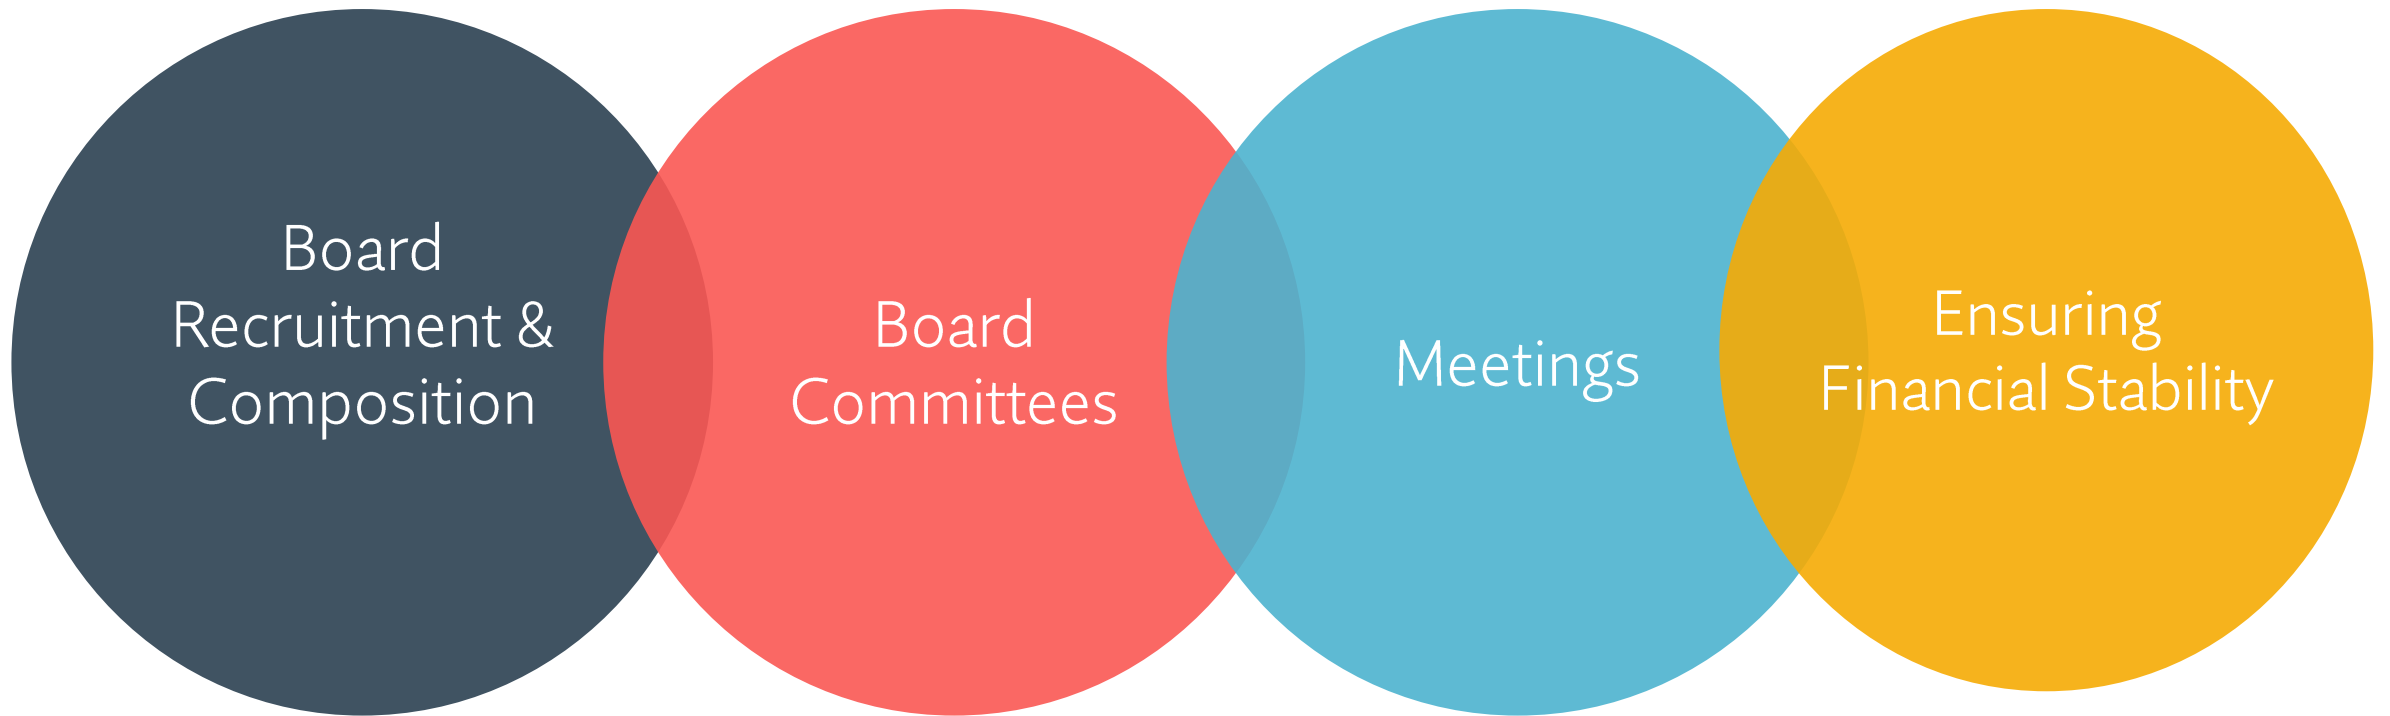 Board
Recruitment &
Composition
Board
Committees
Meetings
Ensuring
Financial Stability